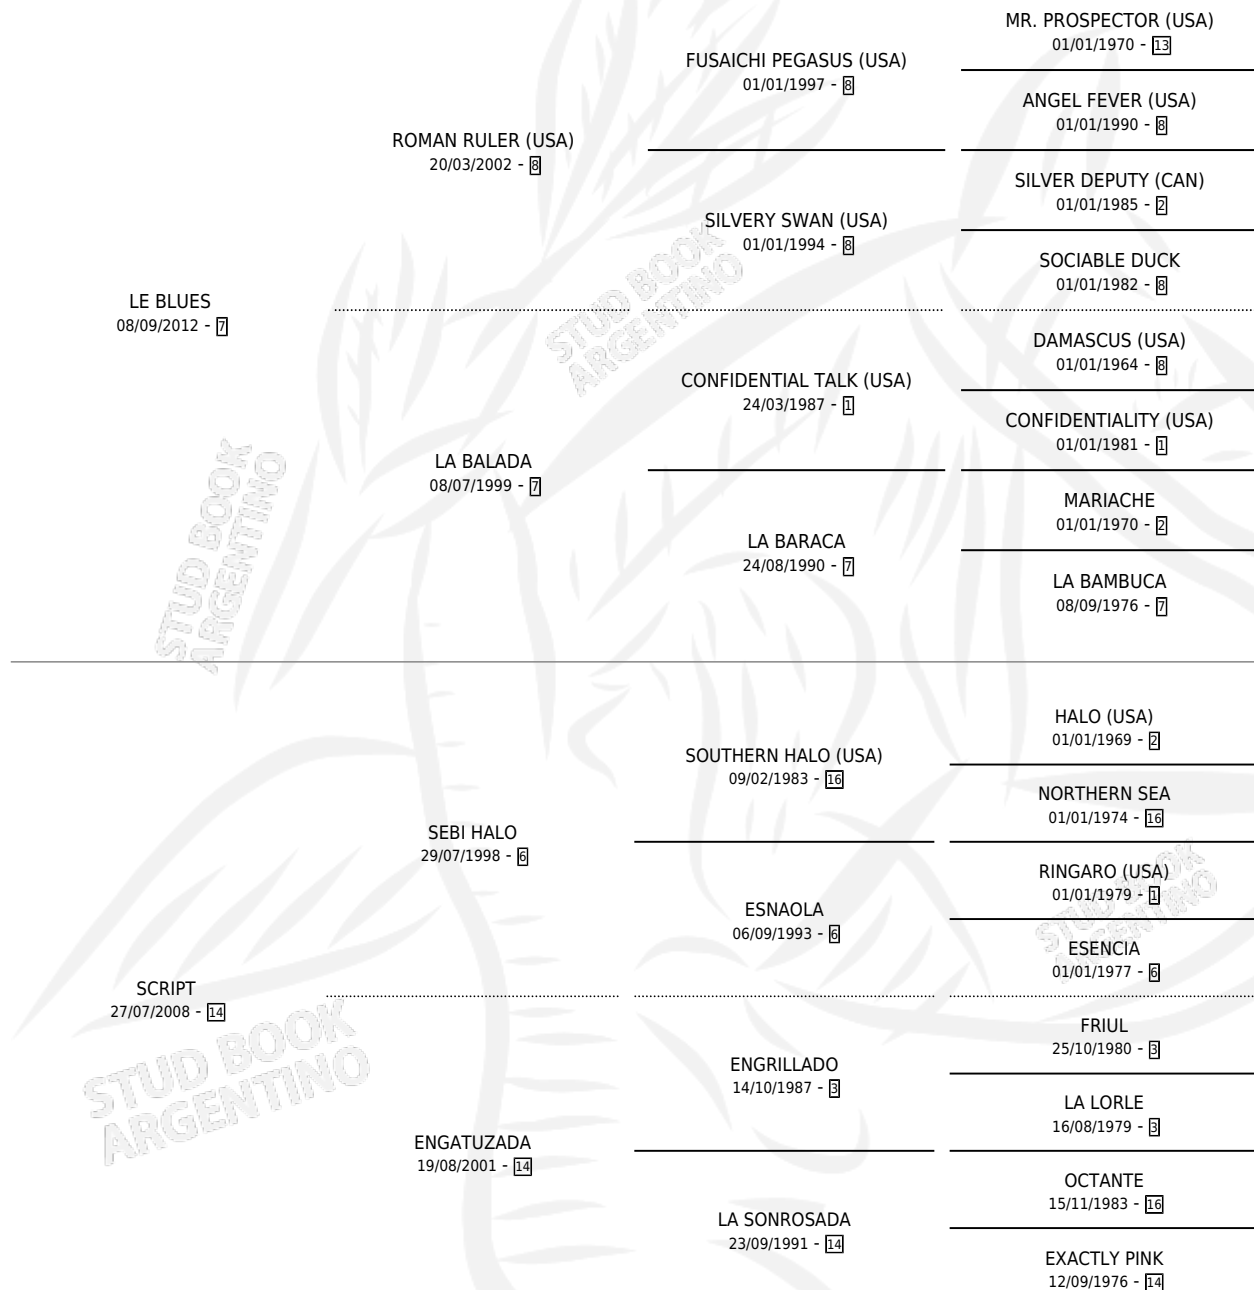 MR. PROSPECTOR (USA)
01/01/1970 - 13
FUSAICHI PEGASUS (USA)
01/01/1997 - 8
ANGEL FEVER (USA)
01/01/1990 - 8
ROMAN RULER (USA)
20/03/2002 - 8
SILVER DEPUTY (CAN)
01/01/1985 - 2
SILVERY SWAN (USA)
01/01/1994 - 8
SOCIABLE DUCK
01/01/1982 - 8
LE BLUES
08/09/2012 - 7
DAMASCUS (USA)
01/01/1964 - 8
CONFIDENTIAL TALK (USA)
24/03/1987 - 1
CONFIDENTIALITY (USA)
01/01/1981 - 1
LA BALADA
08/07/1999 - 7
MARIACHE
01/01/1970 - 2
LA BARACA
24/08/1990 - 7
LA BAMBUCA
08/09/1976 - 7
HALO (USA)
01/01/1969 - 2
SOUTHERN HALO (USA)
09/02/1983 - 16
NORTHERN SEA
01/01/1974 - 16
SEBI HALO
29/07/1998 - 6
RINGARO (USA)
01/01/1979 - 1
ESNAOLA
06/09/1993 - 6
ESENCIA
01/01/1977 - 6
SCRIPT
27/07/2008 - 14
FRIUL
25/10/1980 - 3
ENGRILLADO
14/10/1987 - 3
LA LORLE
16/08/1979 - 3
ENGATUZADA
19/08/2001 - 14
OCTANTE
15/11/1983 - 16
LA SONROSADA
23/09/1991 - 14
EXACTLY PINK
12/09/1976 - 14
STUD BOOK
ARGENTINO
STUD BOOK
ARGENTINO
STUD BOOK
ARGENTINO
STUD BOOK
ARGENTINO